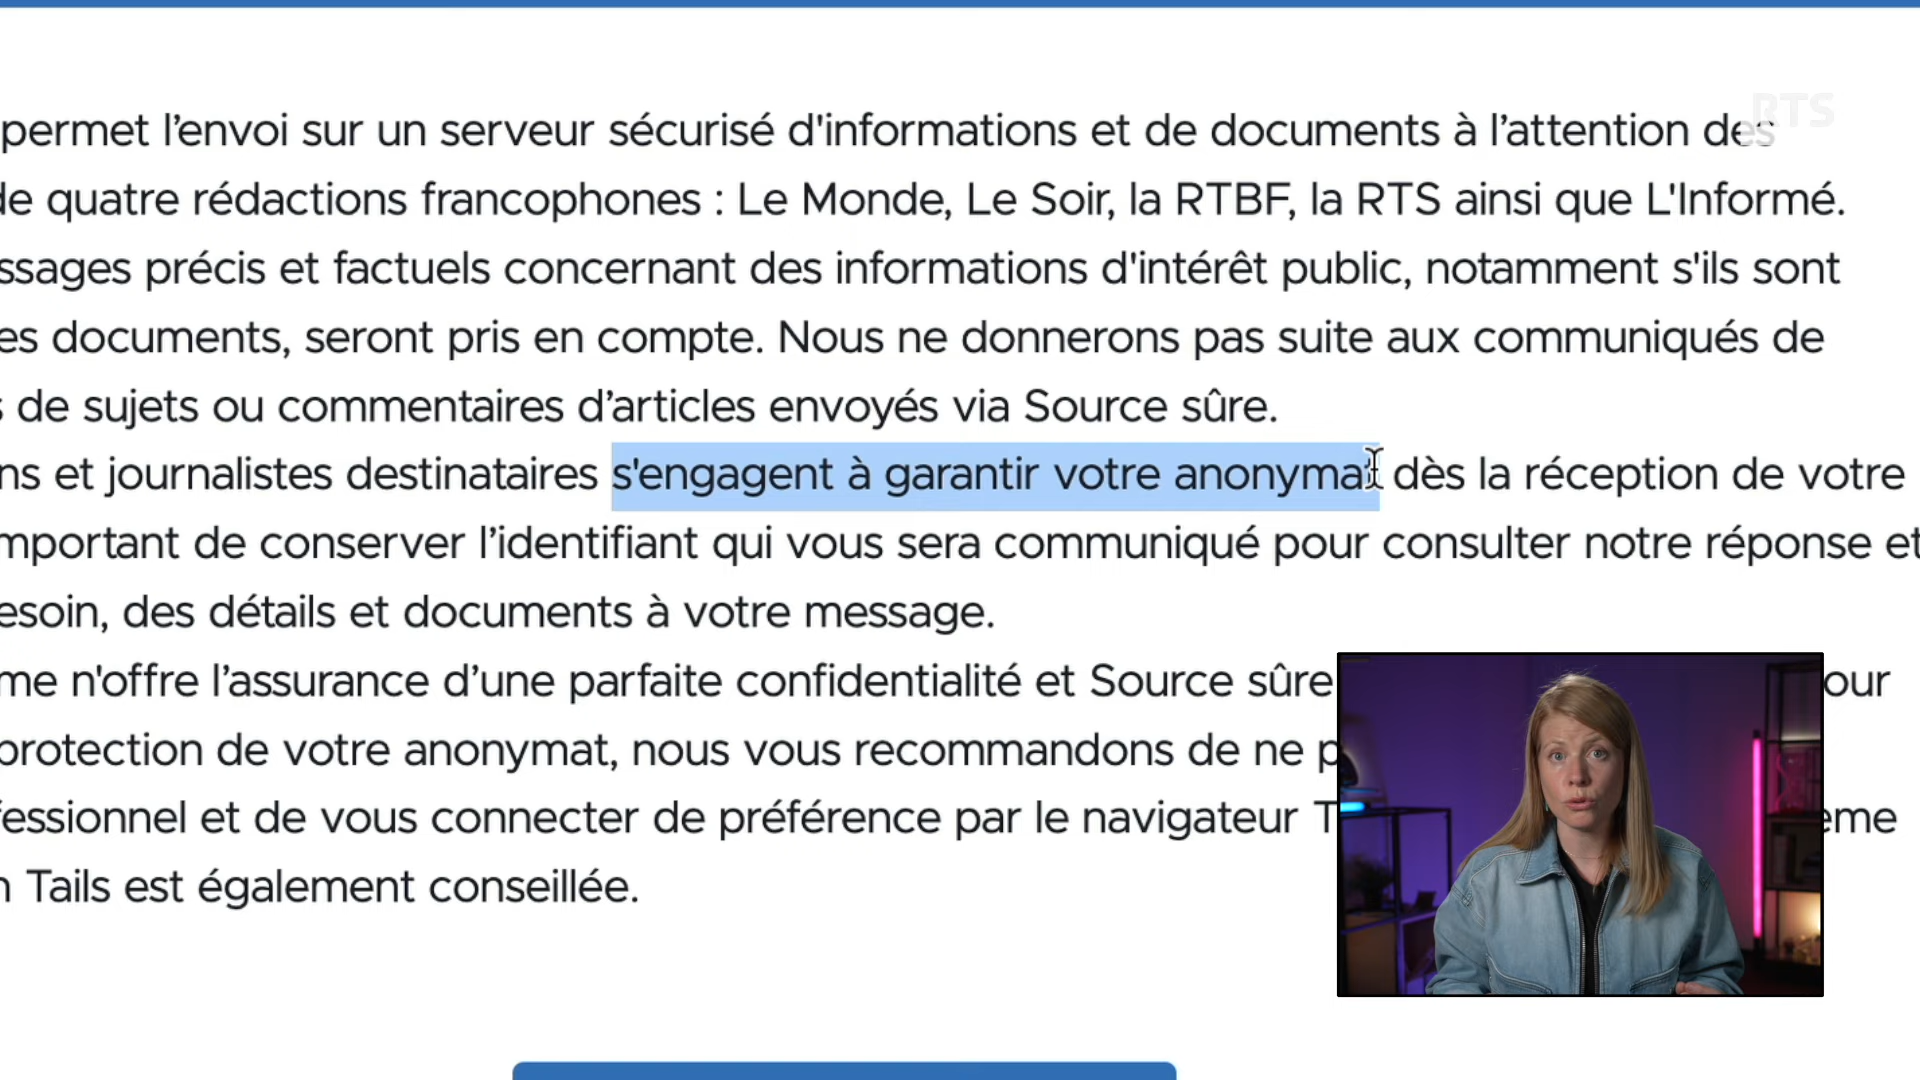 RTS
permet l’envoi sur un serveur sécurisé d'informations et de documents à l’attention des
de quatre rédactions francophones : Le Monde, Le Soir, la RTBF, la RTS ainsi que L'Informé.
ssages précis et factuels concernant des informations d'intérêt public, notamment s'ils sont
es documents, seront pris en compte. Nous ne donnerons pas suite aux communiqués de
s de sujets ou commentaires d’articles envoyés via Source sûre.
ns et journalistes destinataires s'engagent à garantir votre anonymat dès la réception de votre
mportant de conserver l’identifiant qui vous sera communiqué pour consulter notre réponse et
esoin, des détails et documents à votre message.
me n'offre l’assurance d’une parfaite confidentialité et Source sûre our
protection de votre anonymat, nous vous recommandons de ne p
fessionnel et de vous connecter de préférence par le navigateur T ème
n Tails est également conseillée.